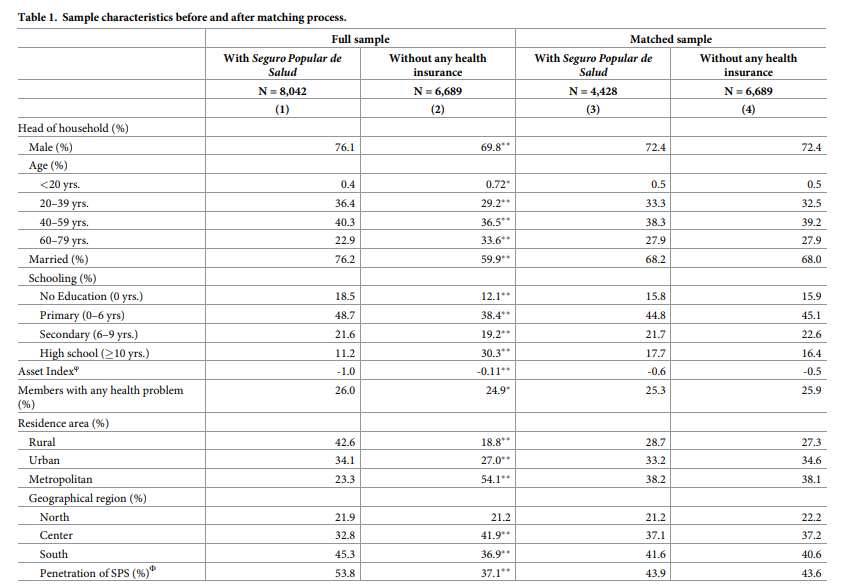 Table 1. Sample characteristics before and after matching process.
Full sample Matched sample
With Seguro Popular de Salud Without any health insurance With Seguro Popular de Salud Without any health insurance
N = 8,042 N = 6,689 N = 4,428 N = 6,689
(1) (2) (3) (4)
Head of household (%)
Male (%) 76.1 69.8** 72.4 72.4
Age (%)
<20 yrs. 0.4 0.72* 0.5 0.5
20–39 yrs. 36.4 29.2** 33.3 32.5
40–59 yrs. 40.3 36.5** 38.3 39.2
60–79 yrs. 22.9 33.6** 27.9 27.9
Married (%) 76.2 59.9** 68.2 68.0
Schooling (%)
No Education (0 yrs.) 18.5 12.1** 15.8 15.9
Primary (0–6 yrs) 48.7 38.4** 44.8 45.1
Secondary (6–9 yrs.) 21.6 19.2** 21.7 22.6
High school (≥10 yrs.) 11.2 30.3** 17.7 16.4
Asset Indexφ -1.0 -0.11** -0.6 -0.5
Members with any health problem (%) 26.0 24.9* 25.3 25.9
Residence area (%)
Rural 42.6 18.8** 28.7 27.3
Urban 34.1 27.0** 33.2 34.6
Metropolitan 23.3 54.1** 38.2 38.1
Geographical region (%)
North 21.9 21.2 21.2 22.2
Center 32.8 41.9** 37.1 37.2
South 45.3 36.9** 41.6 40.6
Penetration of SPS (%)Φ 53.8 37.1** 43.9 43.6